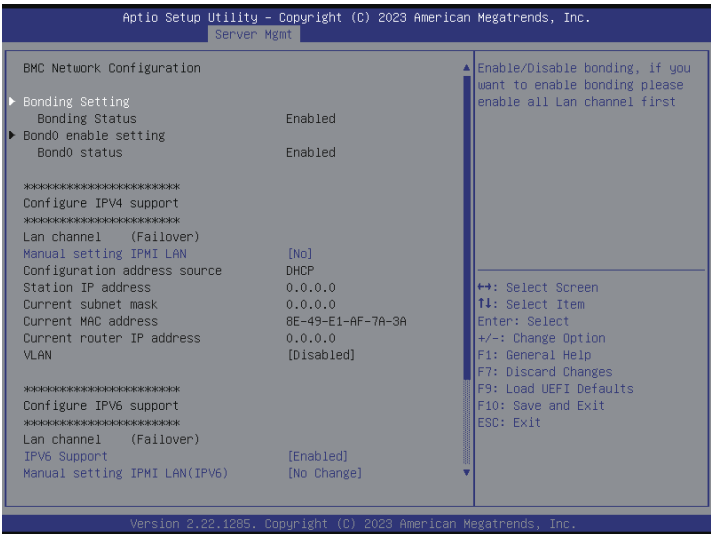 Aptio Setup Utility – Copyright (C) 2023 American Megatrends, Inc.
Server Mgmt
BMC Network Configuration
Bonding Setting
Bonding Status Enabled
Bond0 enable setting
Bond0 status Enabled
***********************
Configure IPV4 support
***********************
Lan channel (Failover)
Manual setting IPMI LAN [No]
Configuration address source DHCP
Station IP address 0.0.0.0
Current subnet mask 0.0.0.0
Current MAC address 8E-49-E1-AF-7A-3A
Current router IP address 0.0.0.0
VLAN [Disabled]
***********************
Configure IPV6 support
***********************
Lan channel (Failover)
IPV6 Support [Enabled]
Manual setting IPMI LAN(IPV6) [No Change]
Enable/Disable bonding, if you
want to enable bonding please
enable all Lan channel first
↔: Select Screen
↑↓: Select Item
Enter: Select
+/-: Change Option
F1: General Help
F7: Discard Changes
F9: Load UEFI Defaults
F10: Save and Exit
ESC: Exit
Version 2.22.1285. Copyright (C) 2023 American Megatrends, Inc.